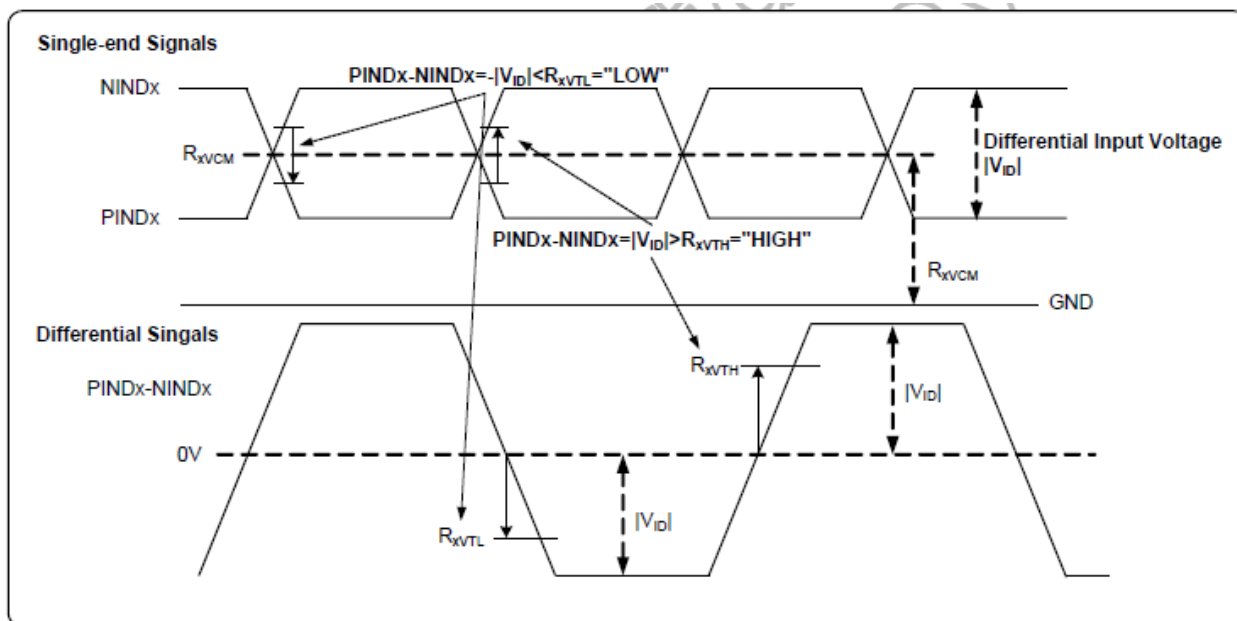 Single-end Signals
NINDx
PINDx-NINDx=-|VID|<RxVTL="LOW"
RxVCM
Differential Input Voltage
|VID|
PINDx
PINDx-NINDx=|VID|>RxVTH="HIGH"
RxVCM
GND
Differential Singals
RxVTH
PINDx-NINDx
|VID|
0V
|VID|
RxVTL